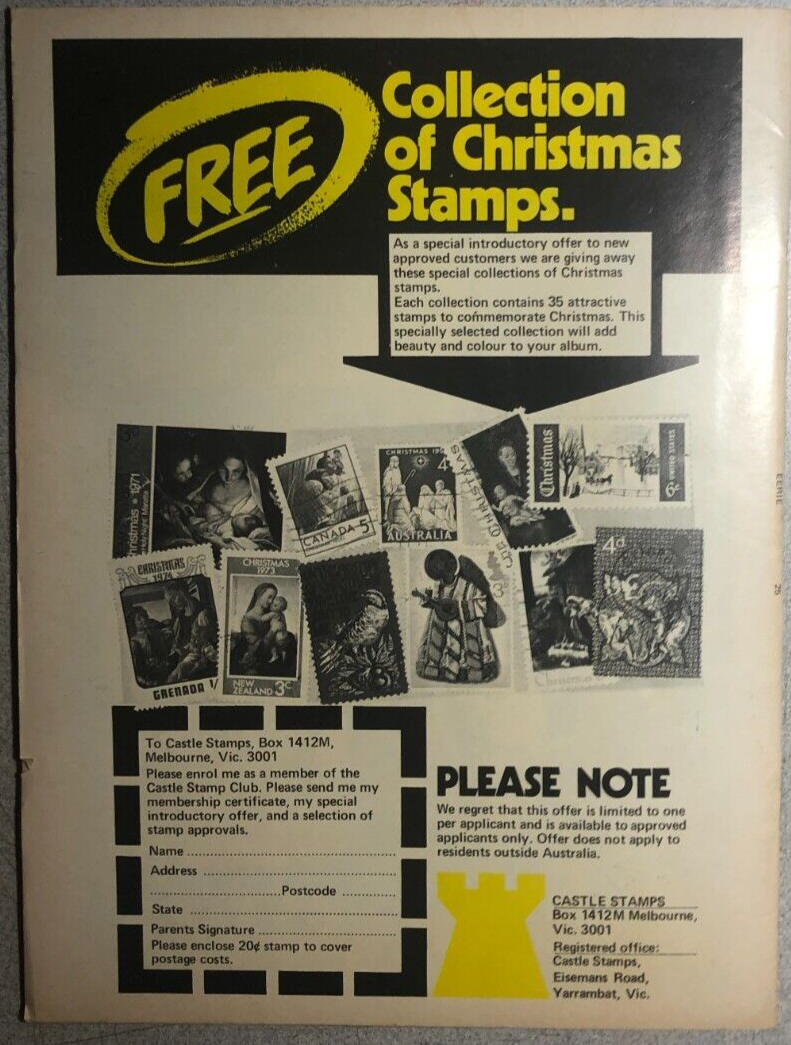 FREE
Collection
of Christmas
Stamps.
As a special introductory offer to new
approved customers we are giving away
these special collections of Christmas
stamps.
Each collection contains 35 attractive
stamps to commemorate Christmas. This
specially selected collection will add
beauty and colour to your album.
Christmas 1971
CANADA 5
CHRISTMAS
4
AUSTRALIA
CHRISTMAS
Christmas
UNITED STATES
CHRISTMAS
1974
GRENADA
CHRISTMAS
1973
NEW
ZEALAND 3c
3
4d
EERIE
25
To Castle Stamps, Box 1412M,
Melbourne, Vic. 3001
Please enrol me as a member of the
Castle Stamp Club. Please send me my
membership certificate, my special
introductory offer, and a selection of
stamp approvals.
Name
Address
Postcode
State
Parents Signature
Please enclose 20¢ stamp to cover
postage costs.
PLEASE NOTE
We regret that this offer is limited to one
per applicant and is available to approved
applicants only. Offer does not apply to
residents outside Australia.
CASTLE STAMPS
Box 1412M Melbourne,
Vic. 3001
Registered office:
Castle Stamps,
Eisemans Road,
Yarrambat, Vic.